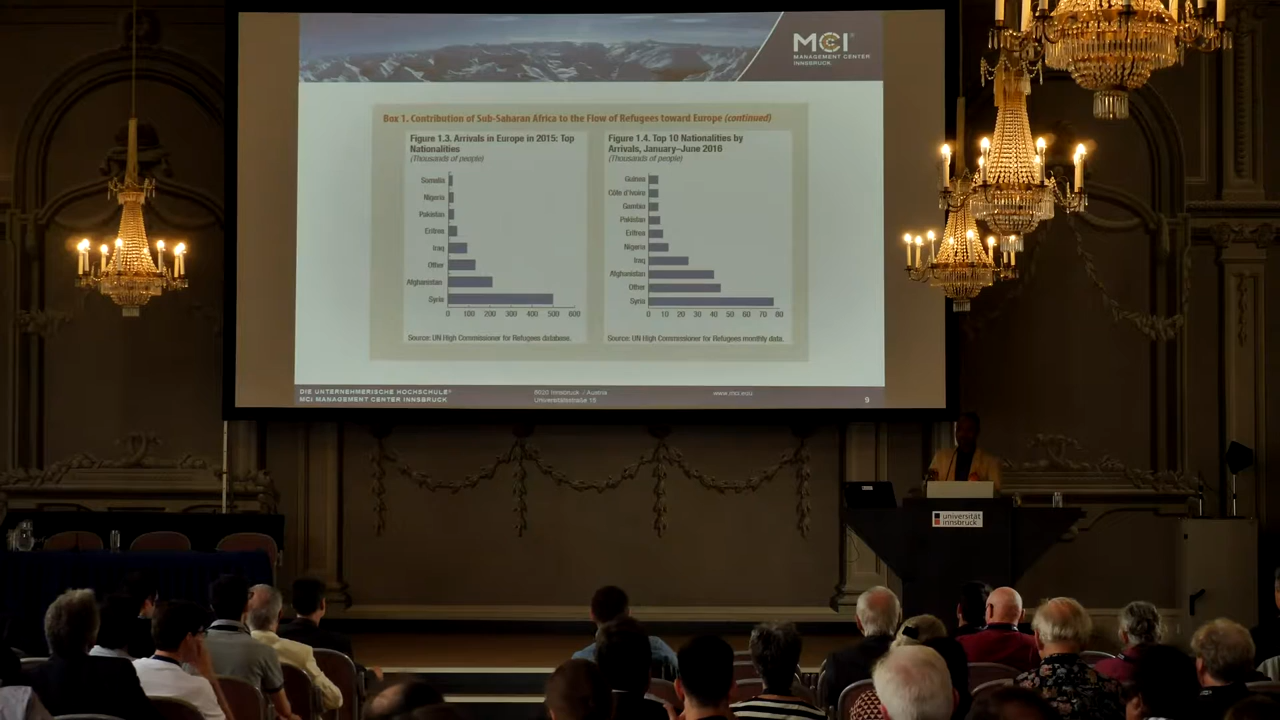 MCI
MANAGEMENT CENTER
INNSBRUCK
Box 1. Contribution of Sub-Saharan Africa to the Flow of Refugees toward Europe (continued)
Figure 1.3. Arrivals in Europe in 2015: Top
Nationalities
(Thousands of people)
Somalia
Nigeria
Pakistan
Eritrea
Iraq
Other
Afghanistan
Syria
0 100 200 300 400 500 600
Source: UN High Commissioner for Refugees database.
Figure 1.4. Top 10 Nationalities by
Arrivals, January–June 2016
(Thousands of people)
Guinea
Côte d'Ivoire
Gambia
Pakistan
Eritrea
Nigeria
Iraq
Afghanistan
Other
Syria
0 10 20 30 40 50 60 70 80
Source: UN High Commissioner for Refugees monthly data.
DIE UNTERNEHMERISCHE HOCHSCHULE®
MCI MANAGEMENT CENTER INNSBRUCK
6020 Innsbruck / Austria
Universitätsstraße 15
www.mci.edu
9
universität
innsbruck